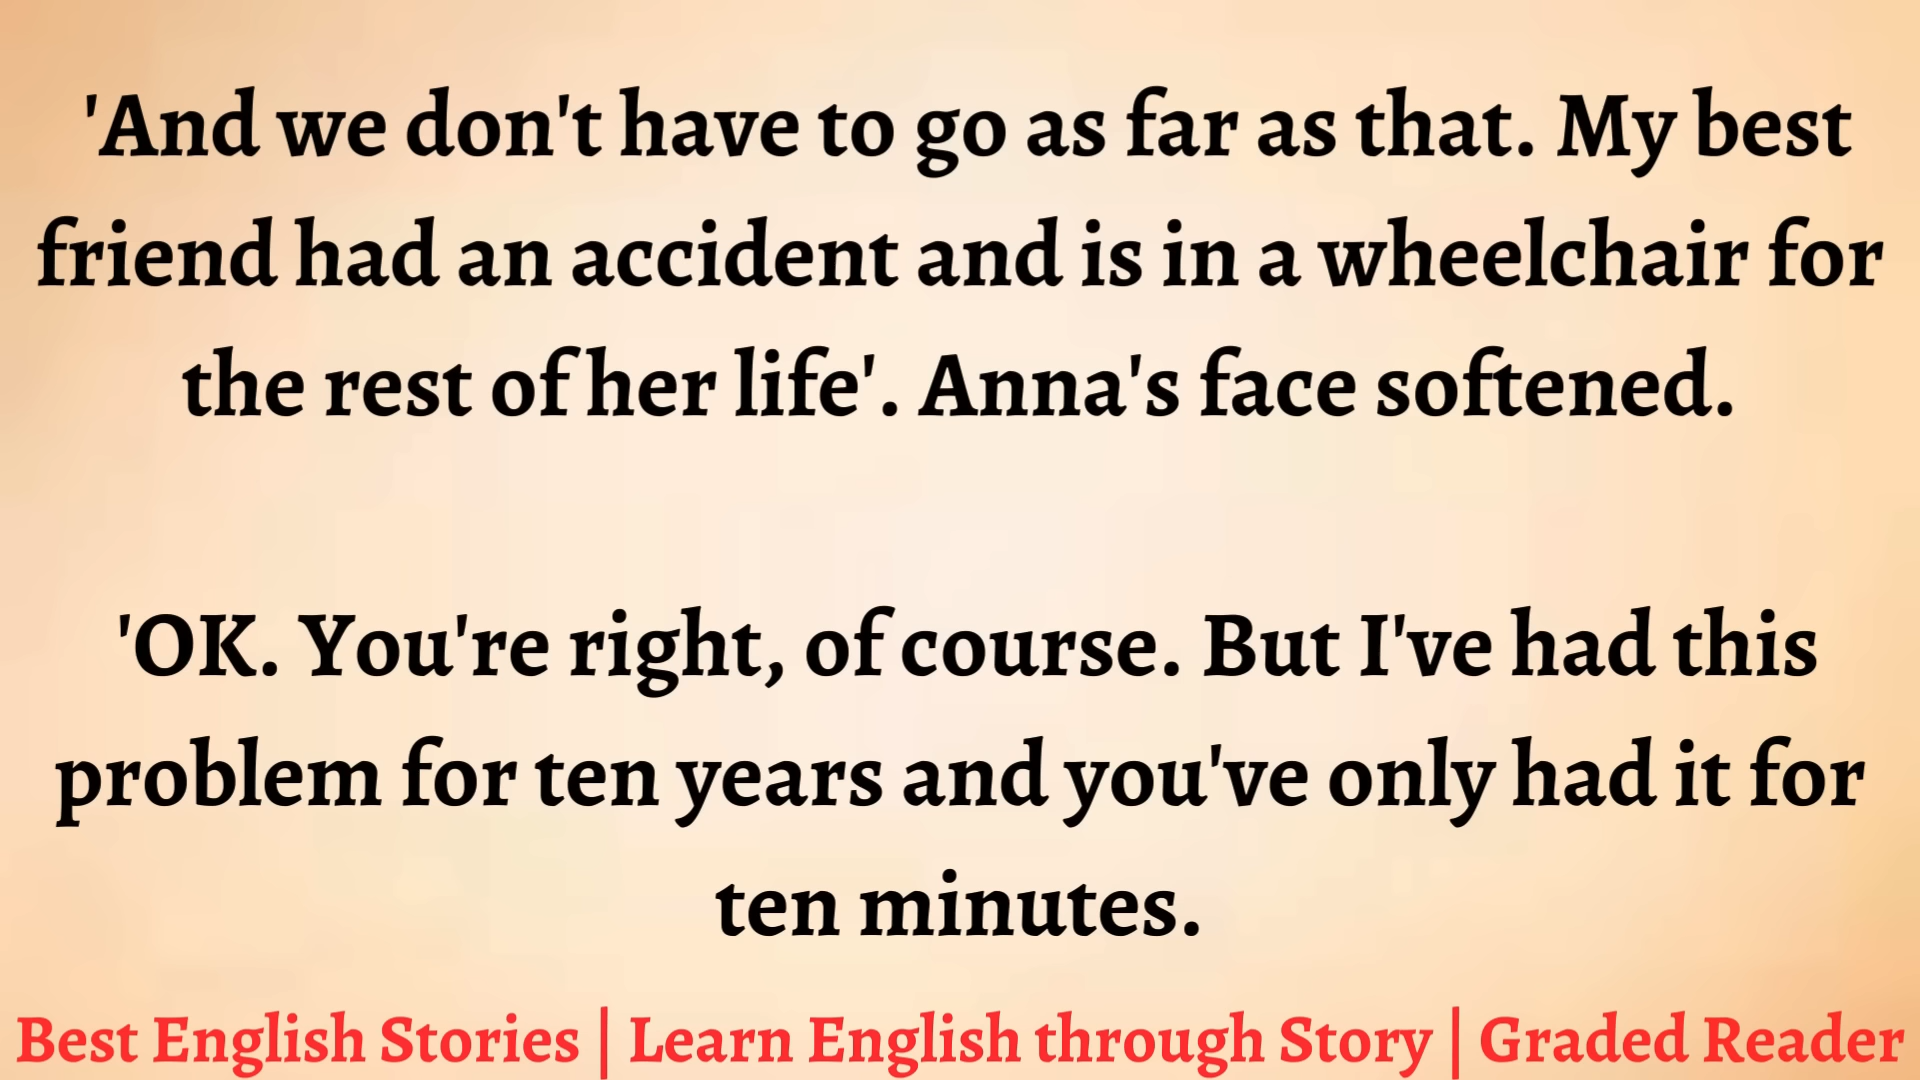 'And we don't have to go as far as that. My best
friend had an accident and is in a wheelchair for
the rest of her life'. Anna's face softened.
'OK. You're right, of course. But I've had this
problem for ten years and you've only had it for
ten minutes.
Best English Stories | Learn English through Story | Graded Reader